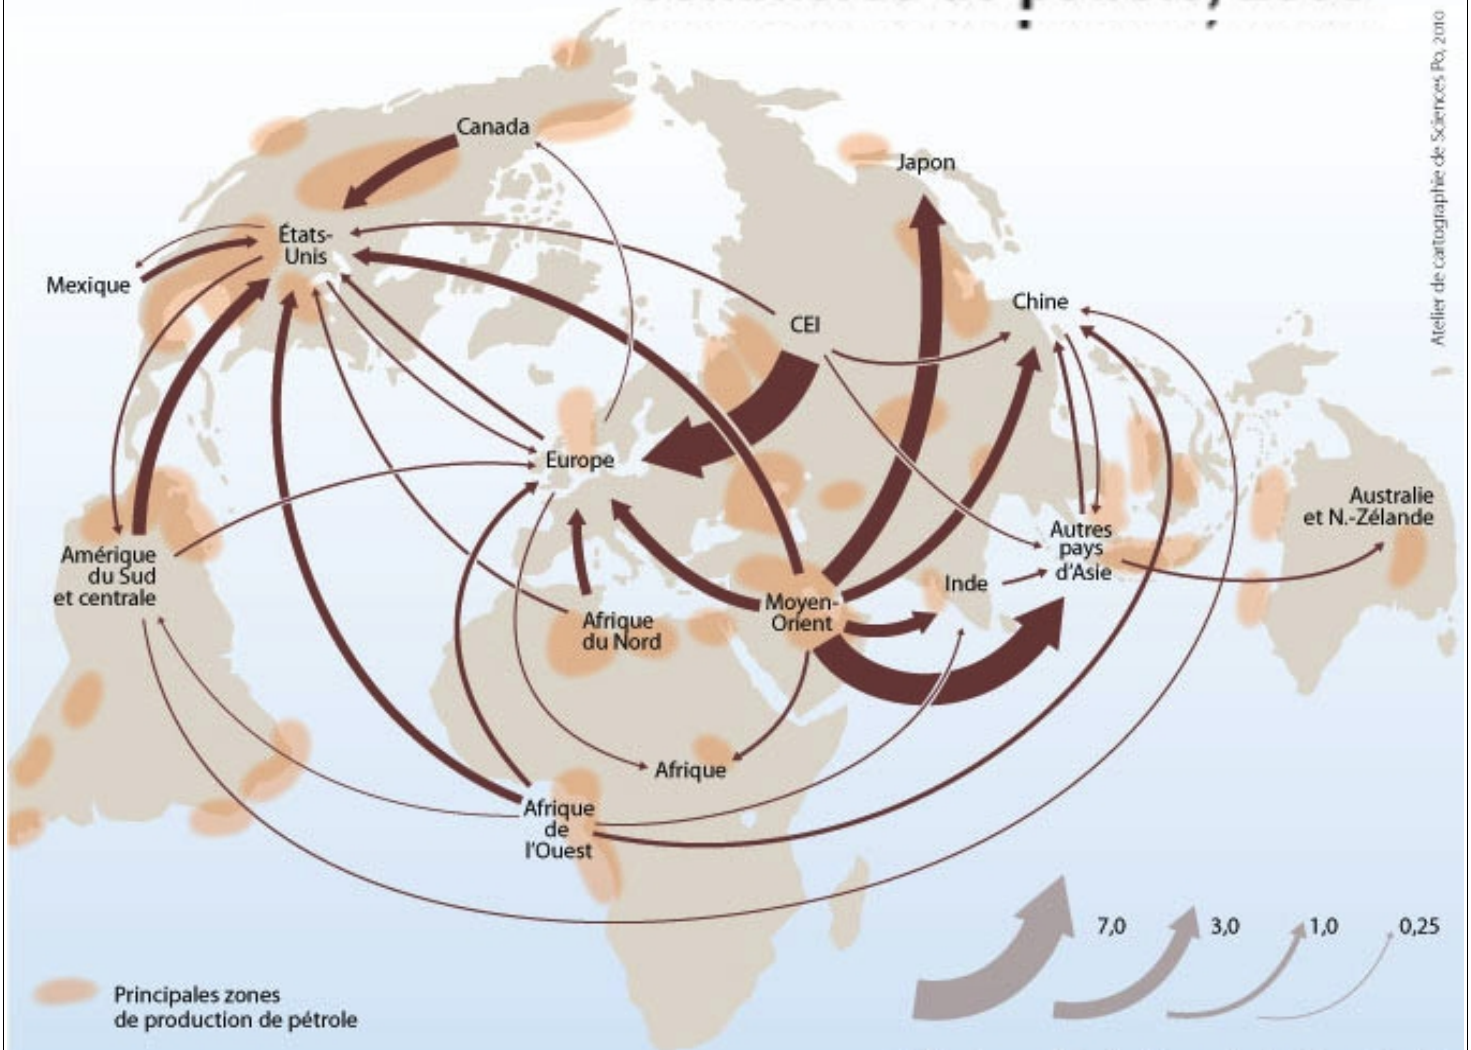 Atelier de cartographie de Sciences Po, 2010
Canada
Japon
États-
Unis
Mexique
Chine
CEI
Europe
Australie
et N.-Zélande
Autres
pays
d'Asie
Amérique
du Sud
et centrale
Inde
Moyen-
Orient
Afrique
du Nord
Afrique
Afrique
de
l'Ouest
7,0
3,0
1,0
0,25
Principales zones
de production de pétrole